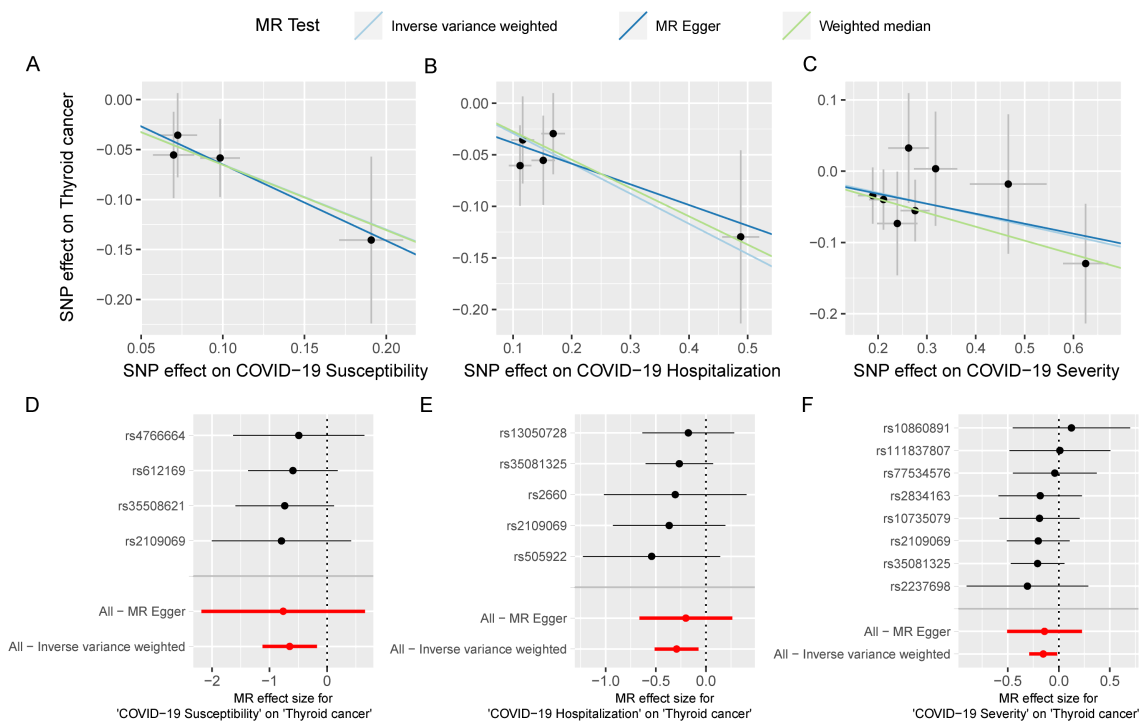 MR Test
Inverse variance weighted
MR Egger
Weighted median
A
B
C
SNP effect on Thyroid cancer
0.00
−0.05
−0.10
−0.15
−0.20
0.05
0.10
0.15
0.20
SNP effect on COVID−19 Susceptibility
0.00
−0.05
−0.10
−0.15
−0.20
0.1
0.2
0.3
0.4
0.5
SNP effect on COVID−19 Hospitalization
0.1
0.0
−0.1
−0.2
0.2
0.3
0.4
0.5
0.6
SNP effect on COVID−19 Severity
D
rs4766664
rs612169
rs35508621
rs2109069
All − MR Egger
All − Inverse variance weighted
−2
−1
0
MR effect size for
'COVID−19 Susceptibility' on 'Thyroid cancer'
E
rs13050728
rs35081325
rs2660
rs2109069
rs505922
All − MR Egger
All − Inverse variance weighted
−1.0
−0.5
0.0
MR effect size for
'COVID−19 Hospitalization' on 'Thyroid cancer'
F
rs10860891
rs111837807
rs77534576
rs2834163
rs10735079
rs2109069
rs35081325
rs2237698
All − MR Egger
All − Inverse variance weighted
−0.5
0.0
0.5
MR effect size for
'COVID−19 Severity' on 'Thyroid cancer'